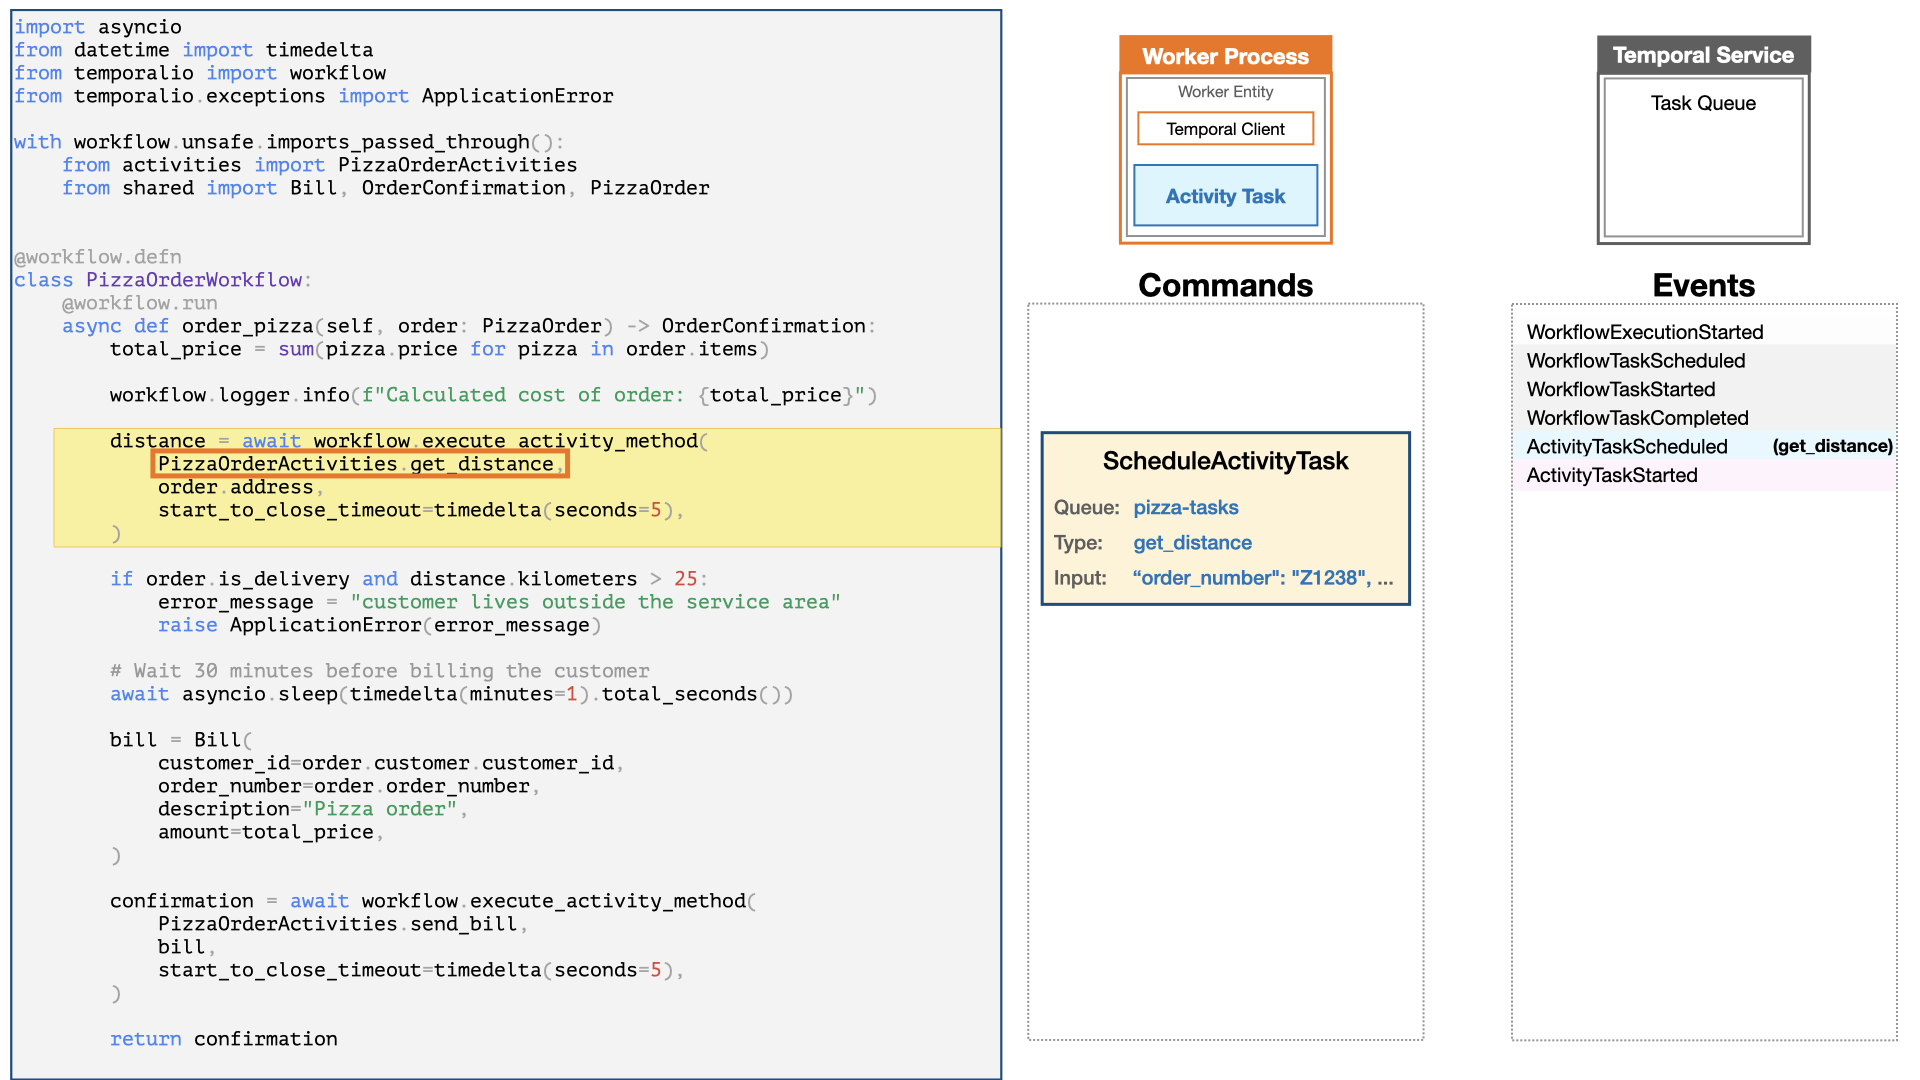 import asyncio
from datetime import timedelta
from temporalio import workflow
from temporalio.exceptions import ApplicationError

with workflow.unsafe.imports_passed_through():
    from activities import PizzaOrderActivities
    from shared import Bill, OrderConfirmation, PizzaOrder

@workflow.defn
class PizzaOrderWorkflow:
    @workflow.run
    async def order_pizza(self, order: PizzaOrder) -> OrderConfirmation:
        total_price = sum(pizza.price for pizza in order.items)

        workflow.logger.info(f"Calculated cost of order: {total_price}")

        distance = await workflow.execute_activity_method(
            PizzaOrderActivities.get_distance,
            order.address,
            start_to_close_timeout=timedelta(seconds=5),
        )

        if order.is_delivery and distance.kilometers > 25:
            error_message = "customer lives outside the service area"
            raise ApplicationError(error_message)

        # Wait 30 minutes before billing the customer
        await asyncio.sleep(timedelta(minutes=1).total_seconds())

        bill = Bill(
            customer_id=order.customer.customer_id,
            order_number=order.order_number,
            description="Pizza order",
            amount=total_price,
        )

        confirmation = await workflow.execute_activity_method(
            PizzaOrderActivities.send_bill,
            bill,
            start_to_close_timeout=timedelta(seconds=5),
        )

        return confirmation
Worker Process
Worker Entity
Temporal Client
Activity Task
Commands
ScheduleActivityTask
Queue: pizza-tasks
Type: get_distance
Input: “order_number": "Z1238", ...
Temporal Service
Task Queue
Events
WorkflowExecutionStarted
WorkflowTaskScheduled
WorkflowTaskStarted
WorkflowTaskCompleted
ActivityTaskScheduled (get_distance)
ActivityTaskStarted